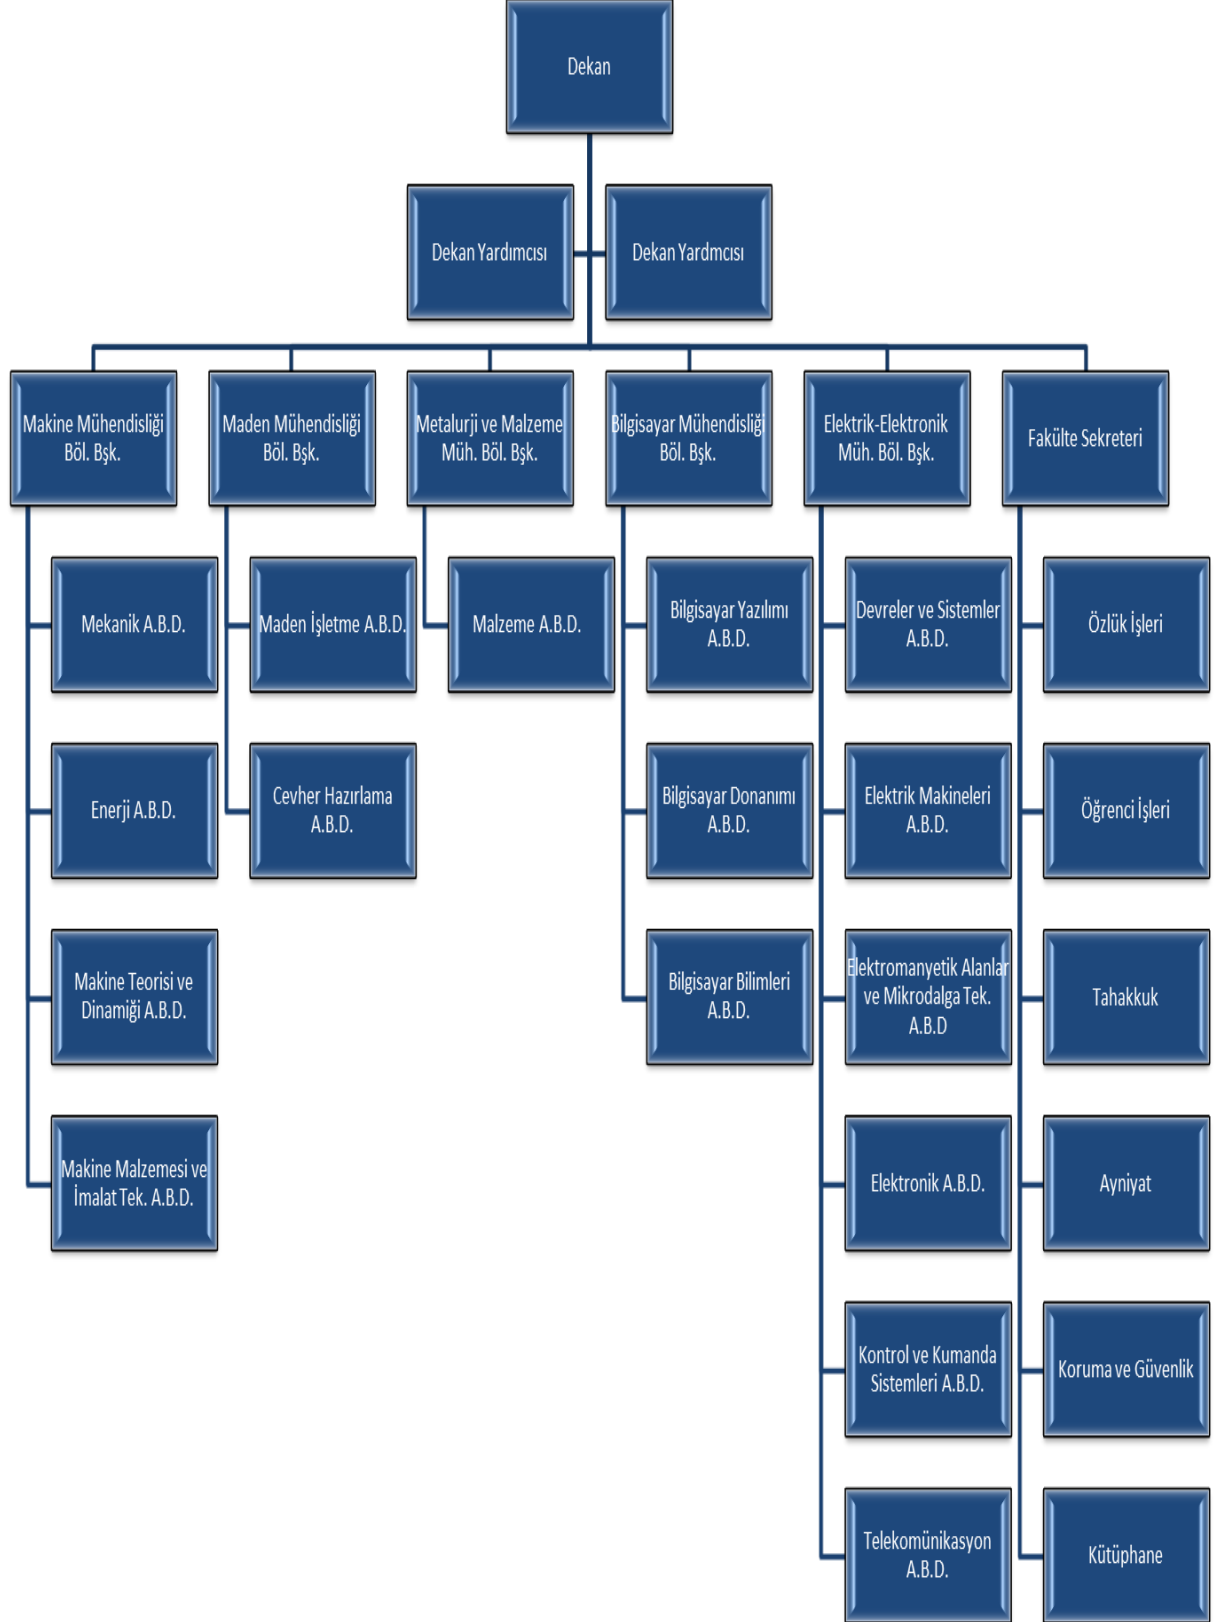 Dekan
Dekan Yardımcısı
Dekan Yardmcısı
Makine Mühendisliği
Böl. Bşk.
Maden Mühendisliği
Böl. Bşk.
Metalurji ve Malzeme
Müh. Böl. Bşk.
Bilgisayar Mühendisliği
Böl. Bşk.
Elektrik-Elektronik
Müh. Böl. Bşk.
Fakülte Sekreteri
Mekanik A.B.D.
Enerji A.B.D.
Makine Teorisi ve
Dinamiği A.B.D.
Makine Malzemesi ve
İmalat Tek. A.B.D.
Maden İşletme A.B.D.
Cevher Hazırlama
A.B.D.
Malzeme A.B.D.
Bilgisayar Yazılımı
A.B.D.
Bilgisayar Donanımı
A.B.D.
Bilgisayar Bilimleri
A.B.D.
Devreler ve Sistemler
A.B.D.
Elektrik Makineleri
A.B.D.
Elektromanyetik Alanlar
ve Mikrodalga Tek.
A.B.D
Elektronik A.B.D.
Kontrol ve Kumanda
Sistemleri A.B.D.
Telekomünikasyon
A.B.D.
Özlük İşleri
Öğrenci İşleri
Tahakkuk
Ayniyat
Koruma ve Güvenlik
Kütüphane